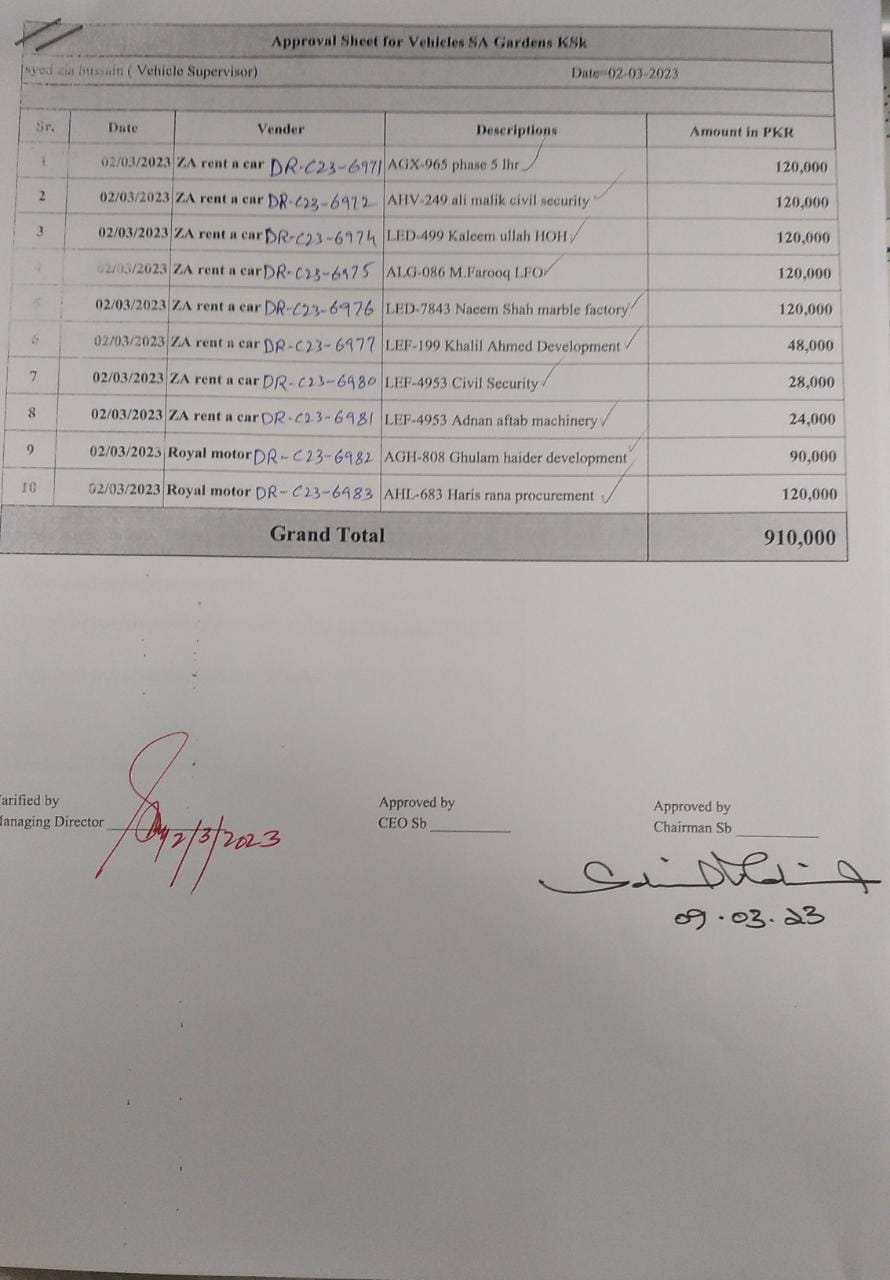 Approval Sheet for Vehicles SA Gardens KSk
syed zia hussain ( Vehicle Supervisor) Date-02-03-2023
Sr. Date Vender Descriptions Amount in PKR
1 02/03/2023 ZA rent a car DR-C23-6971 AGX-965 phase 5 lhr 120,000
2 02/03/2023 ZA rent a car DR-C23-6972 AHV-249 ali malik civil security 120,000
3 02/03/2023 ZA rent a car DR-C23-6974 LED-499 Kaleem ullah HOH 120,000
4 02/03/2023 ZA rent a car DR-C23-6975 ALG-086 M.Farooq LFO 120,000
5 02/03/2023 ZA rent a car DR-C23-6976 LED-7843 Naeem Shah marble factory 120,000
6 02/03/2023 ZA rent a car DR-C23-6977 LEF-199 Khalil Ahmed Development 48,000
7 02/03/2023 ZA rent a car DR-C23-6980 LEF-4953 Civil Security 28,000
8 02/03/2023 ZA rent a car DR-C23-6981 LEF-4953 Adnan aftab machinery 24,000
9 02/03/2023 Royal motor DR-C23-6982 AGH-808 Ghulam haider development 90,000
10 02/03/2023 Royal motor DR-C23-6983 AHL-683 Haris rana procurement 120,000
Grand Total 910,000
arified by Approved by Approved by
anaging Director CEO Sb Chairman Sb
2/3/2023
09.03.23